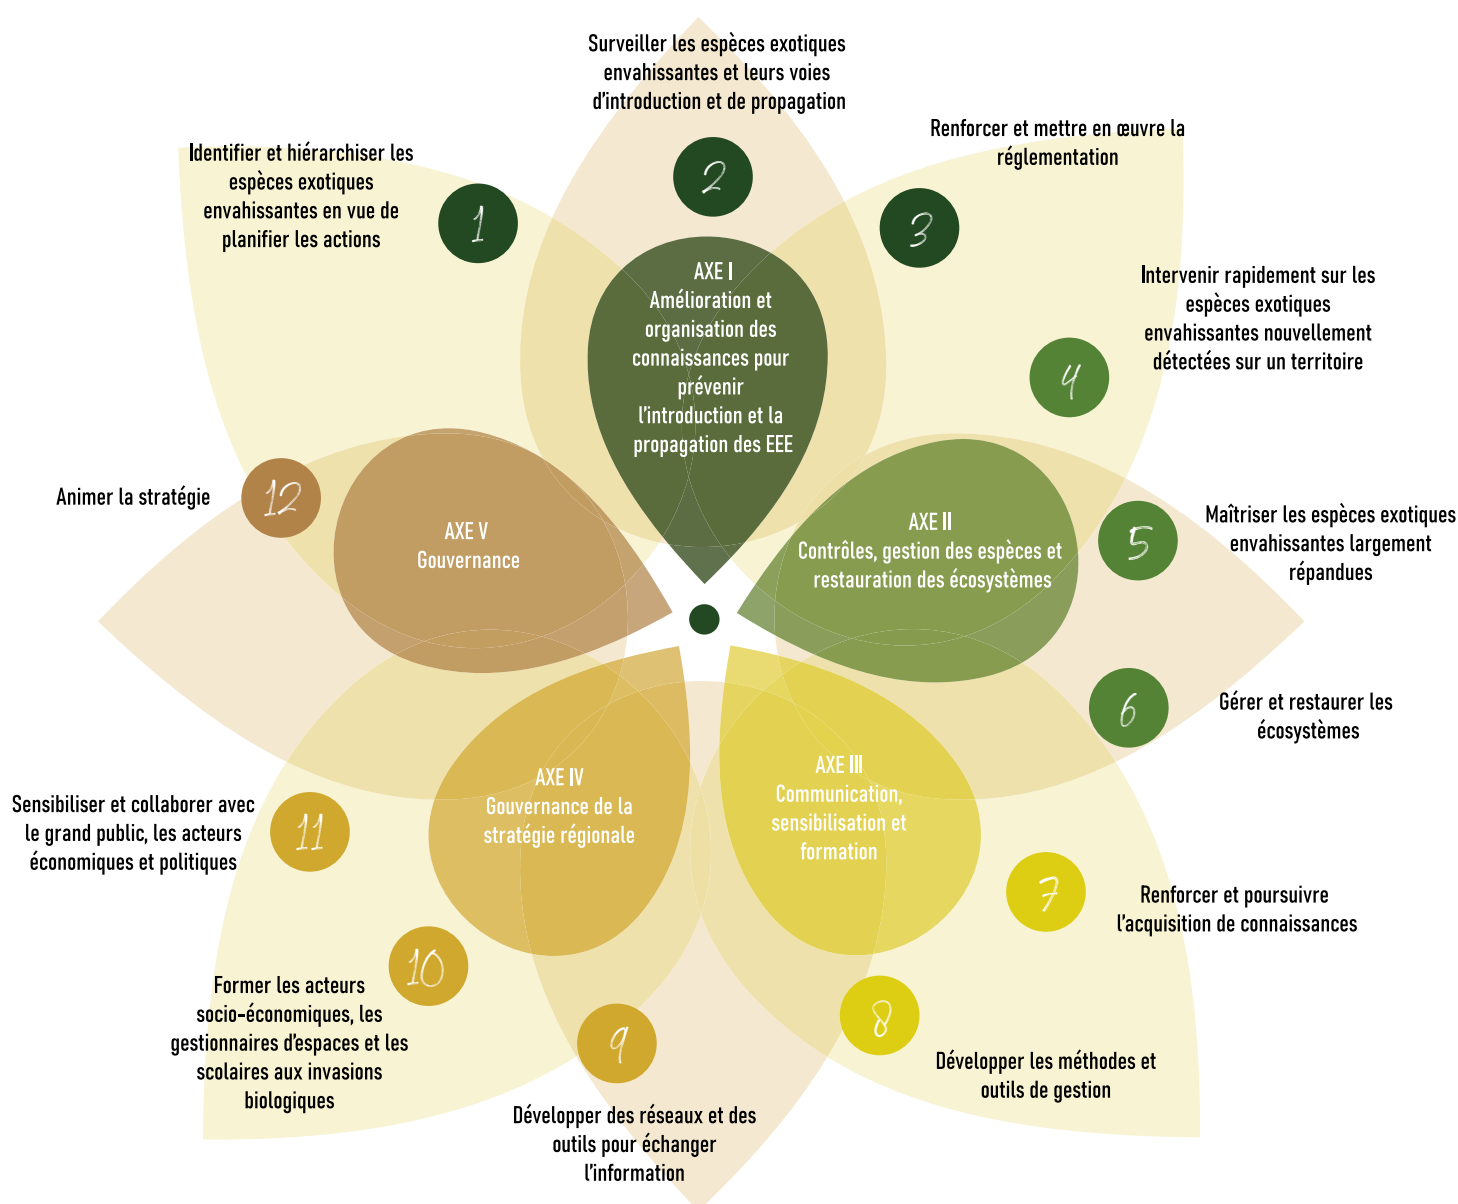 Surveiller les espèces exotiques
envahissantes et leurs voies
d'introduction et de propagation
2
Renforcer et mettre en œuvre la
réglementation
3
Identifier et hiérarchiser les
espèces exotiques
envahissantes en vue de
planifier les actions
1
AXE I
Amélioration et
organisation des
connaissances pour
prévenir
l'introduction et la
propagation des EEE
Intervenir rapidement sur les
espèces exotiques
envahissantes nouvellement
détectées sur un territoire
4
Animer la stratégie
12
AXE V
Gouvernance
AXE II
Contrôles, gestion des espèces et
restauration des écosystèmes
5
Maîtriser les espèces exotiques
envahissantes largement
répandues
6
Gérer et restaurer les
écosystèmes
AXE IV
Gouvernance de la
stratégie régionale
AXE III
Communication,
sensibilisation et
formation
Sensibiliser et collaborer avec
le grand public, les acteurs
économiques et politiques
11
7
Renforcer et poursuivre
l'acquisition de connaissances
10
Former les acteurs
socio-économiques, les
gestionnaires d'espaces et les
scolaires aux invasions
biologiques
9
Développer des réseaux et des
outils pour échanger
l'information
8
Développer les méthodes et
outils de gestion